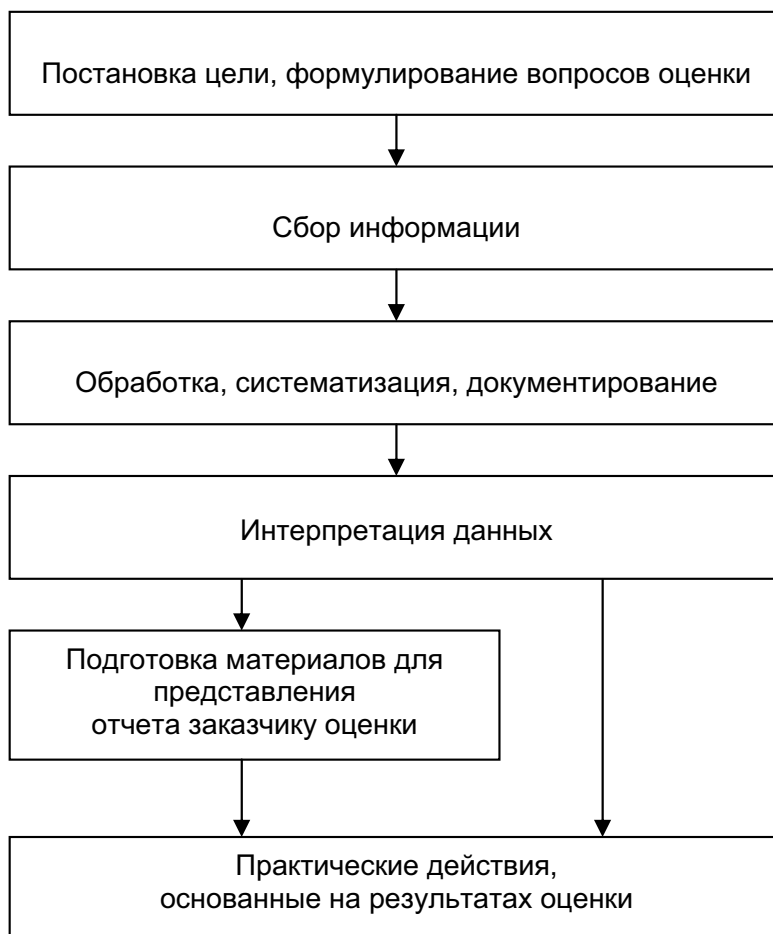 Постановка цели, формулирование вопросов оценки
Сбор информации
Обработка, систематизация, документирование
Интерпретация данных
Подготовка материалов для
представления
отчета заказчику оценки
Практические действия,
основанные на результатах оценки